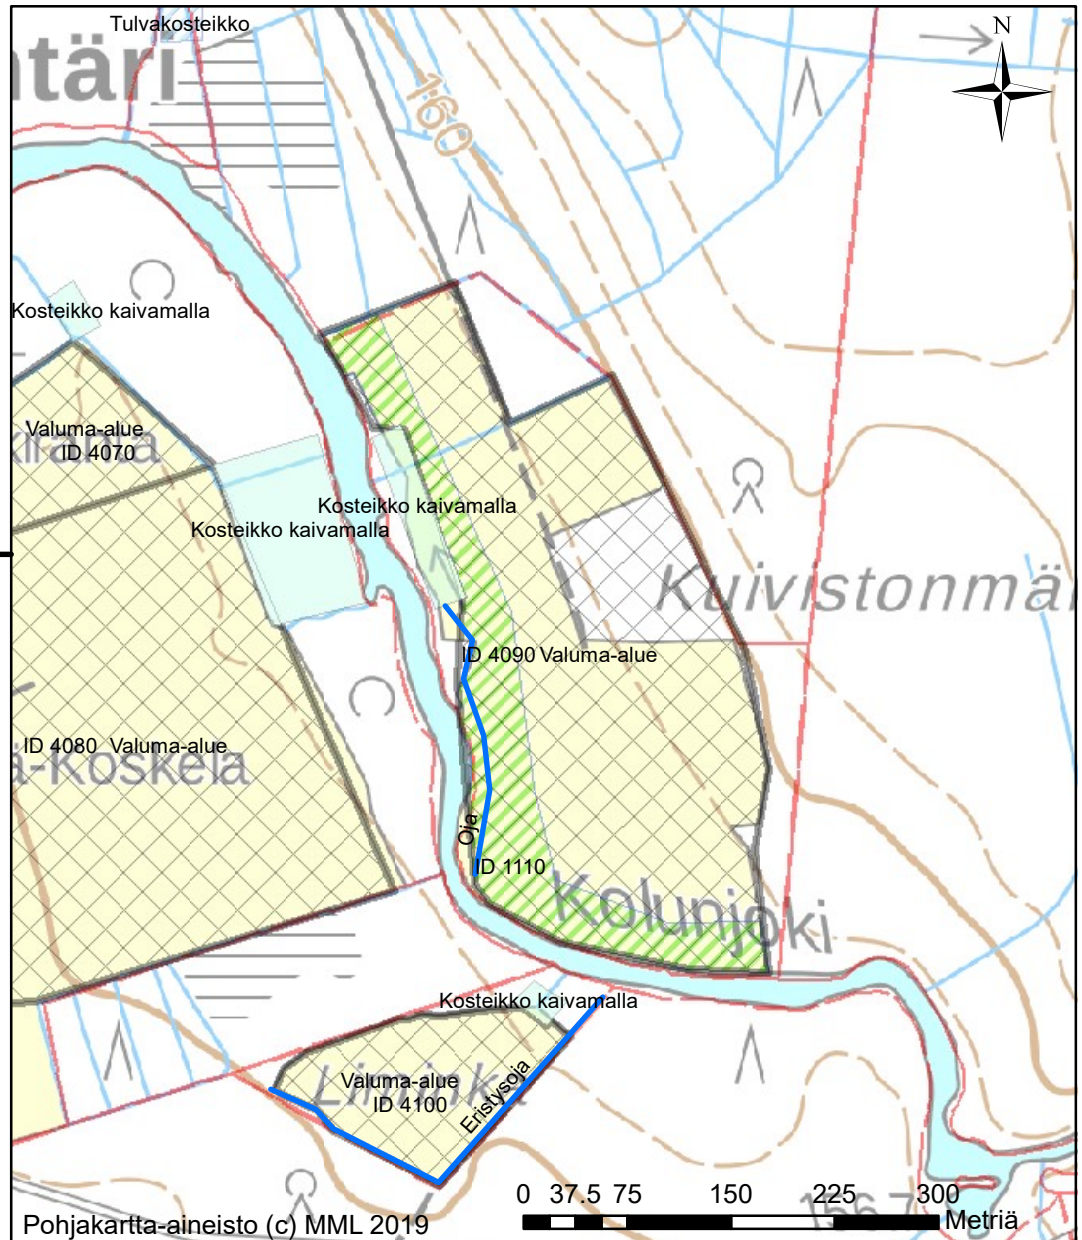 Tulvakosteikko
ntäri
N
160
Kosteikko kaivamalla
Valuma-alue
ID 4070
Kosteikko kaivamalla
Kosteikko kaivamalla
Kuivistonmä
ID 4090 Valuma-alue
ID 4080 Valuma-alue
ä-Koskela
Oja
ID 1110
Kolunjoki
Kosteikko kaivamalla
Liminka
Valuma-alue
ID 4100
Eristysoja
0 37.5 75 150 225 300
Metriä
Pohjakartta-aineisto (c) MML 2019